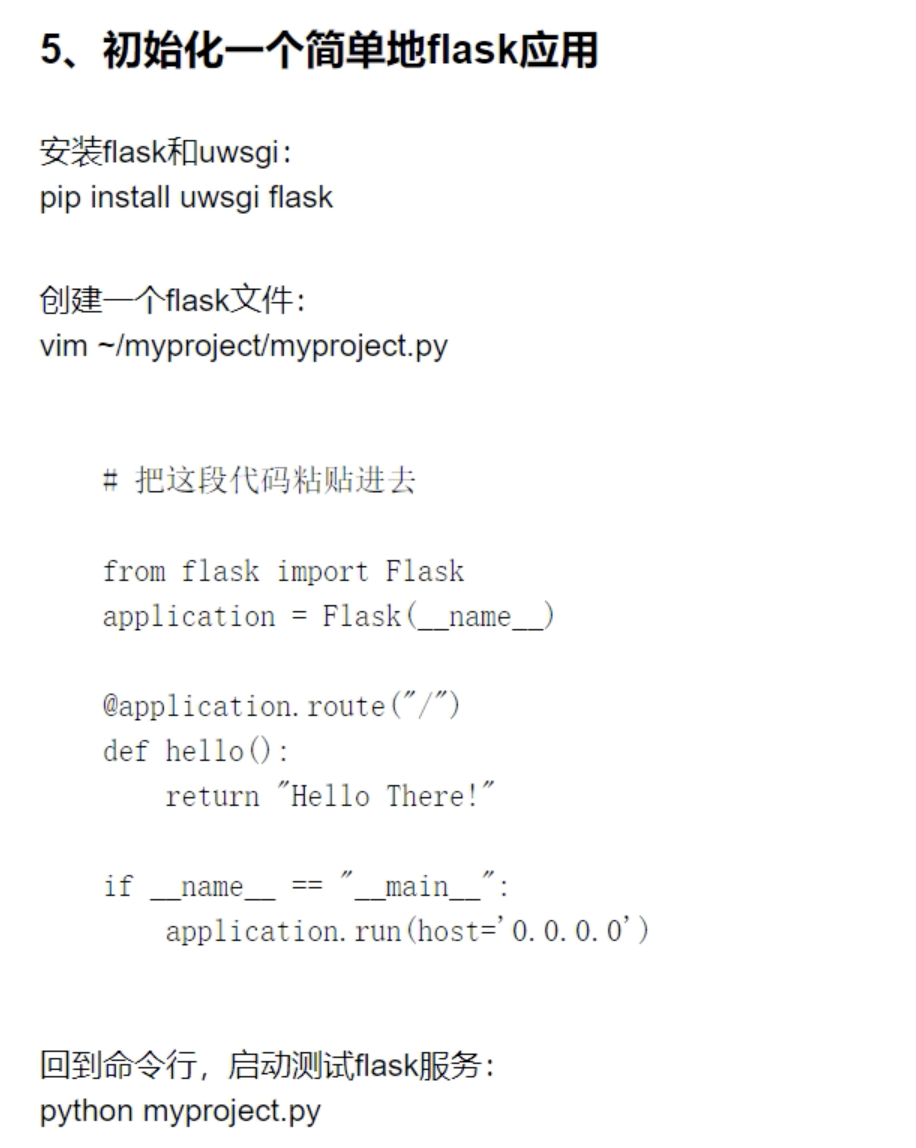 5、初始化一个简单地flask应用
安装flask和uwsgi：
pip install uwsgi flask
创建一个flask文件：
vim ~/myproject/myproject.py
# 把这段代码粘贴进去
from flask import Flask
application = Flask(__name__)
@application.route("/")
def hello():
    return "Hello There!"
if __name__ == "__main__":
    application.run(host='0.0.0.0')
回到命令行，启动测试flask服务：
python myproject.py